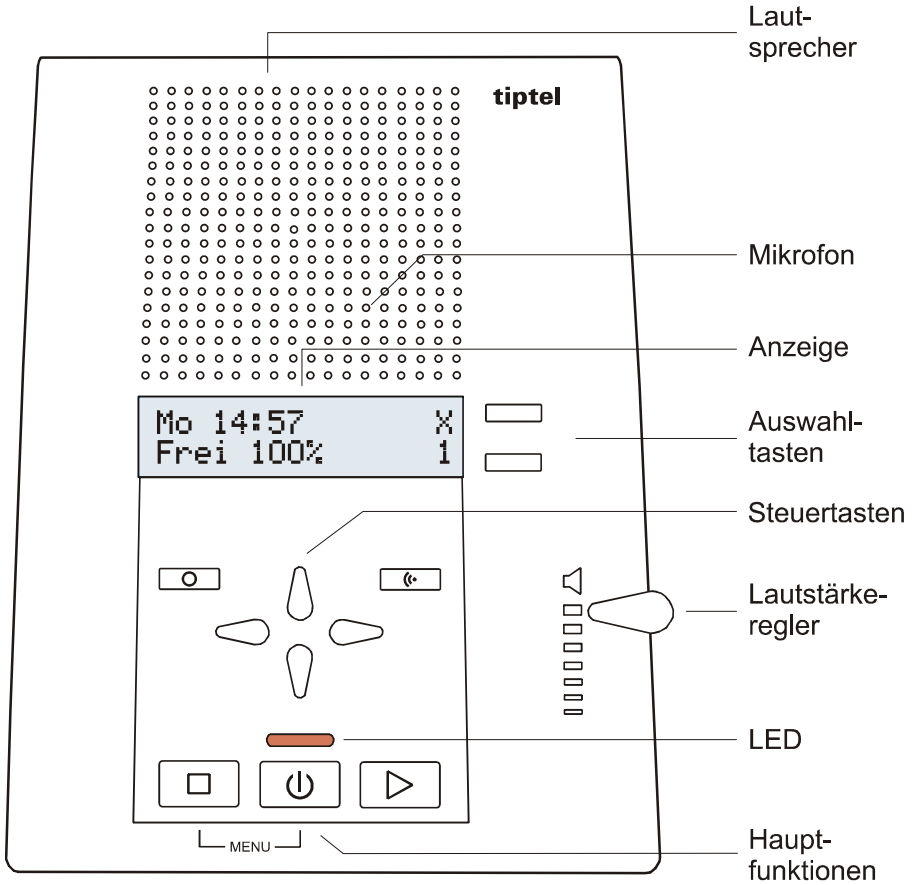 Laut-
sprecher
tiptel
Mikrofon
Anzeige
Mo 14:57 X
Frei 100% 1
Auswahl-
tasten
Steuertasten
Lautstärke-
regler
LED
MENU
Haupt-
funktionen